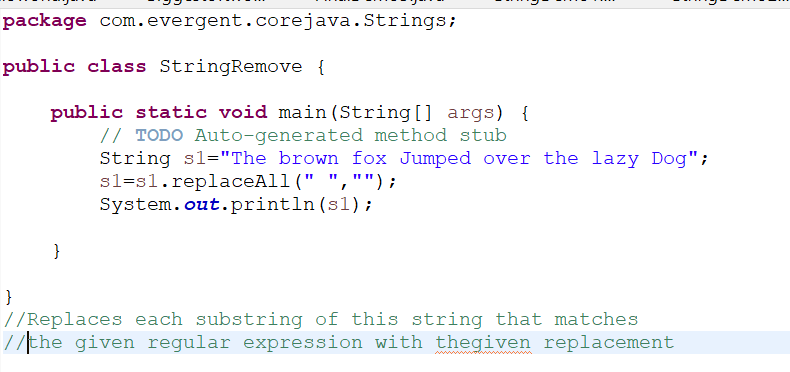 package com.evergent.corejava.Strings;
public class StringRemove {
public static void main(String[] args) {
// TODO Auto-generated method stub
String s1="The brown fox Jumped over the lazy Dog";
s1=s1.replaceAll(" ","");
System.out.println(s1);
}
}
//Replaces each substring of this string that matches
//the given regular expression with thegiven replacement